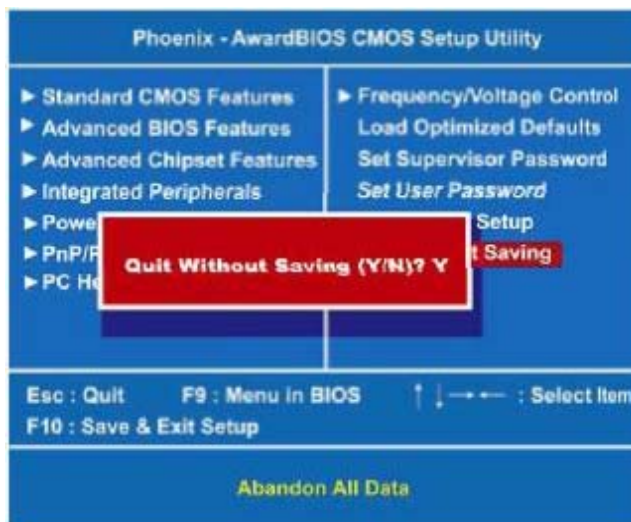 Phoenix - AwardBIOS CMOS Setup Utility
► Standard CMOS Features
► Advanced BIOS Features
► Advanced Chipset Features
► Integrated Peripherals
► Powe
► PnP/P
► PC He
► Frequency/Voltage Control
Load Optimized Defaults
Set Supervisor Password
Set User Password
Setup
t Saving
Quit Without Saving (Y/N)? Y
Esc : Quit F9 : Menu in BIOS ↑ ↓ → ← : Select Item
F10 : Save & Exit Setup
Abandon All Data